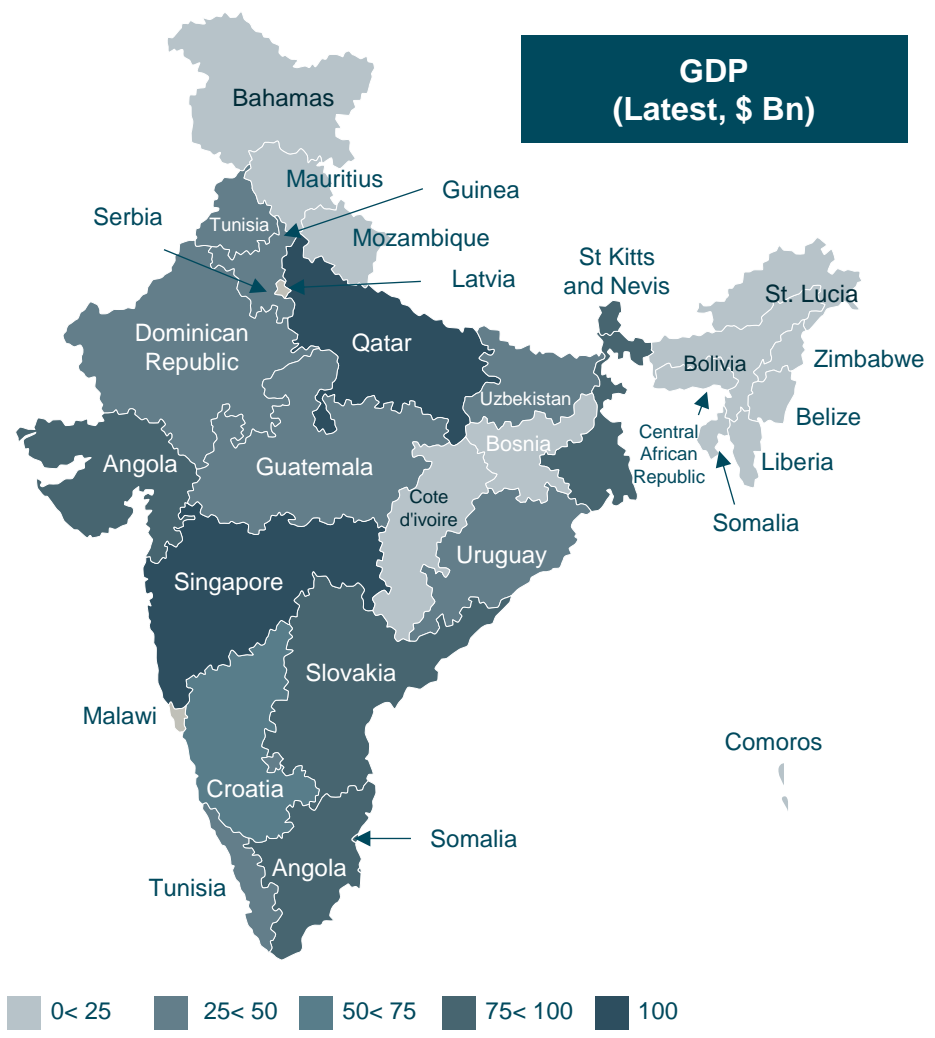 GDP
(Latest, $ Bn)
Bahamas
Mauritius
Guinea
Serbia
Tunisia
Mozambique
St Kitts
and Nevis
Latvia
St. Lucia
Dominican
Republic
Qatar
Bolivia
Zimbabwe
Uzbekistan
Belize
Central
African
Republic
Bosnia
Angola
Guatemala
Liberia
Cote
d'ivoire
Somalia
Uruguay
Singapore
Slovakia
Malawi
Comoros
Croatia
Somalia
Angola
Tunisia
0< 25
25< 50
50< 75
75< 100
100